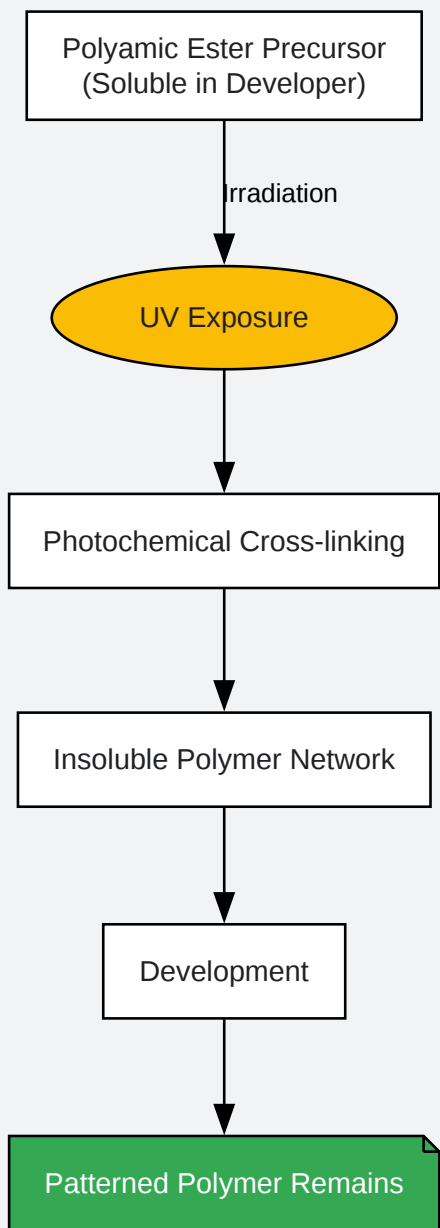 Polyamic Ester Precursor
(Soluble in Developer)
Irradiation
UV Exposure
Photochemical Cross-linking
Insoluble Polymer Network
Development
Patterned Polymer Remains